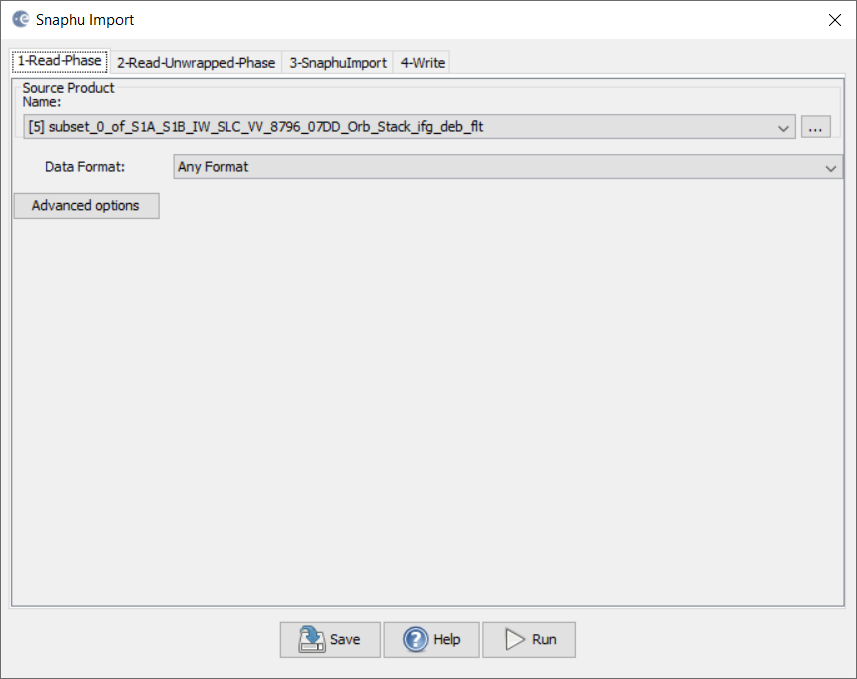 Snaphu Import
1-Read-Phase 2-Read-Unwrapped-Phase 3-SnaphuImport 4-Write
Source Product
Name:
[5] subset_0_of_S1A_S1B_IW_SLC_VV_8796_07DD_Orb_Stack_ifg_deb_flt ...
Data Format: Any Format
Advanced options
Save Help Run